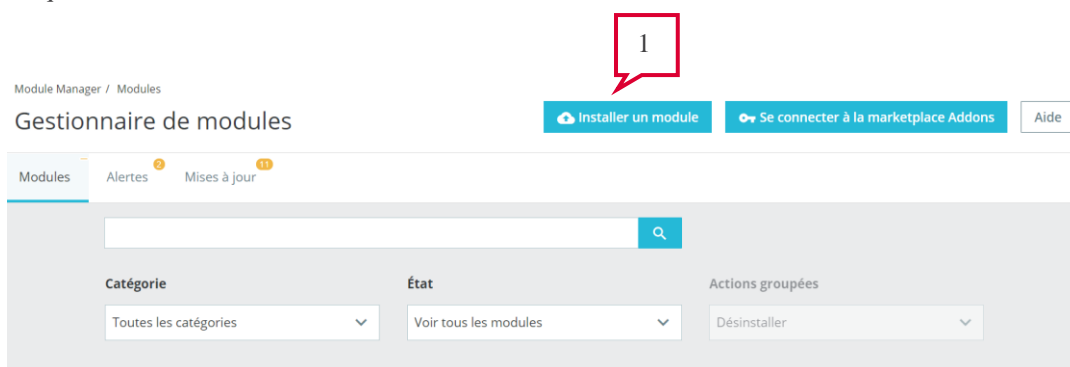 1
Module Manager / Modules
Gestionnaire de modules
Installer un module
Se connecter à la marketplace Addons
Aide
Modules
Alertes 2
Mises à jour 11
Catégorie
État
Actions groupées
Toutes les catégories
Voir tous les modules
Désinstaller